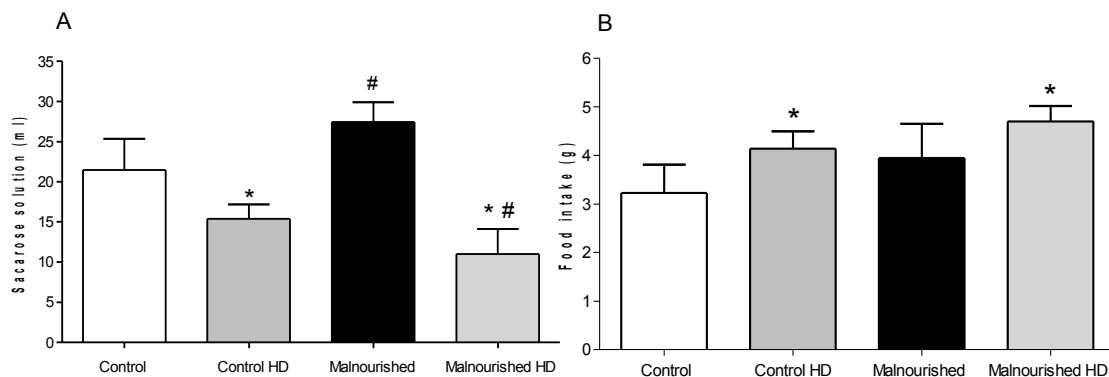 A
Sacarose solution (ml)
35
30
25
20
15
10
5
0
*
#
* #
Control
Control HD
Malnourished
Malnourished HD
B
Food intake (g)
6
5
4
3
2
1
0
*
*
Control
Control HD
Malnourished
Malnourished HD